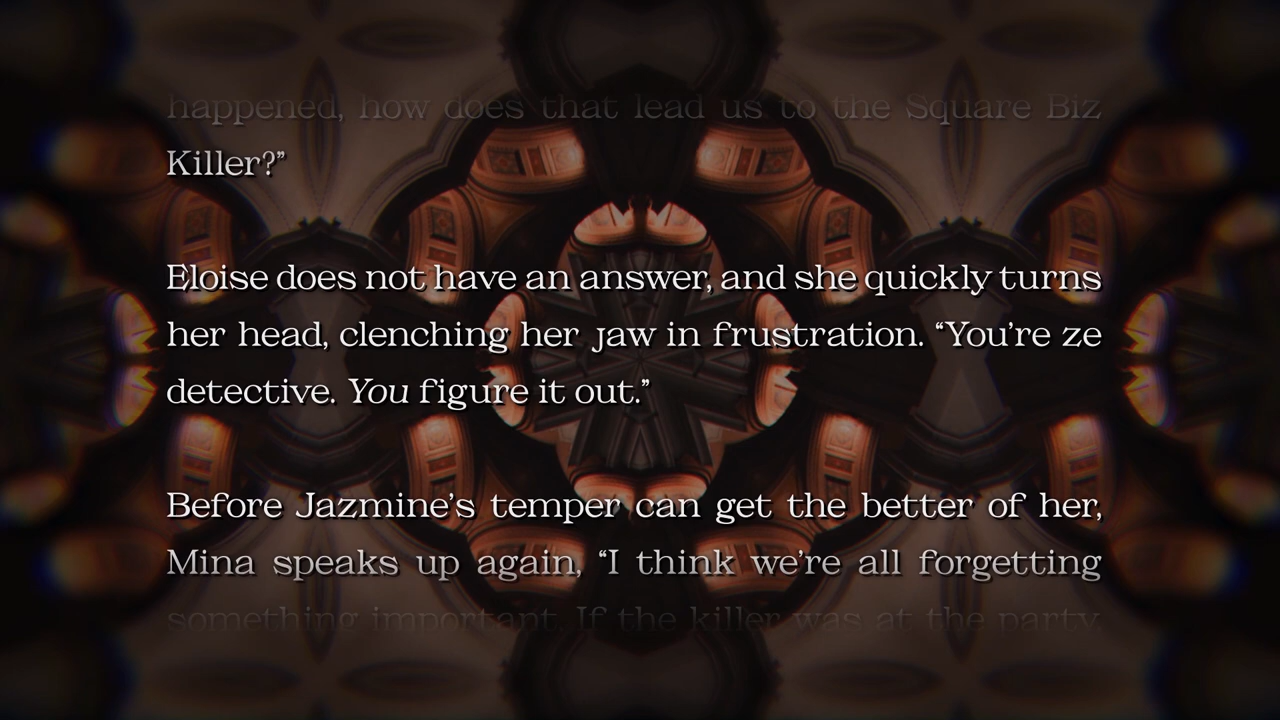 happened, how does that lead us to the Square Biz
Killer?”
Eloise does not have an answer, and she quickly turns
her head, clenching her jaw in frustration. “You’re ze
detective. You figure it out.”
Before Jazmine’s temper can get the better of her,
Mina speaks up again, “I think we’re all forgetting
something important. If the killer was at the party